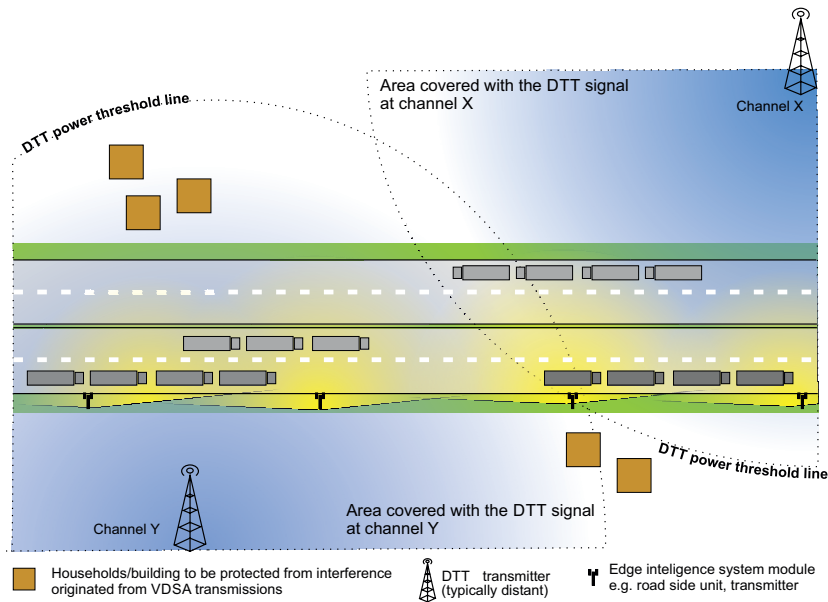 DTT power threshold line
Area covered with the DTT signal
at channel X
Channel X
DTT power threshold line
Channel Y
Area covered with the DTT signal
at channel Y
Households/building to be protected from interference
originated from VDSA transmissions
DTT transmitter
(typically distant)
Edge inteligence system module
e.g. road side unit, transmitter